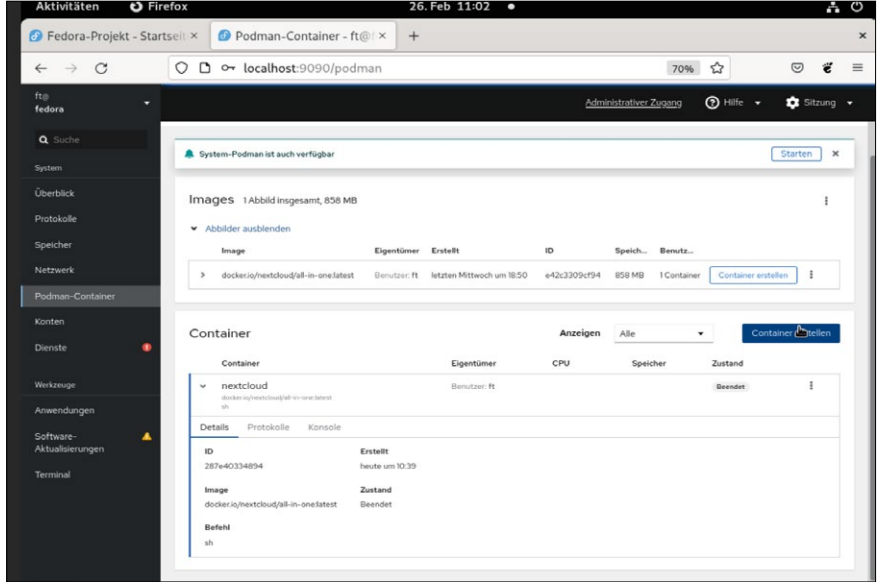 Aktivitäten Firefox 26. Feb 11:02
Fedora-Projekt - Startseit Podman-Container - ft@
localhost:9090/podman 70%
ft@
fedora
Administrativer Zugang Hilfe Sitzung
Suche
System
Überblick
Protokolle
Speicher
Netzwerk
Podman-Container
Konten
Dienste
Werkzeuge
Anwendungen
Software-
Aktualisierungen
Terminal
System-Podman ist auch verfügbar Starten
Images 1 Abbild insgesamt, 858 MB
Abbilder ausblenden
Image Eigentümer Erstellt ID Speich... Benutz...
docker.io/nextcloud/all-in-one:latest Benutzer: ft letzten Mittwoch um 18:50 e42c3309cf94 858 MB 1 Container Container erstellen
Container Anzeigen Alle Container erstellen
Container Eigentümer CPU Speicher Zustand
nextcloud Benutzer: ft Beendet
docker.io/nextcloud/all-in-one:latest
sh
Details Protokolle Konsole
ID Erstellt
287e40334894 heute um 10:39
Image Zustand
docker.io/nextcloud/all-in-one:latest Beendet
Befehl
sh